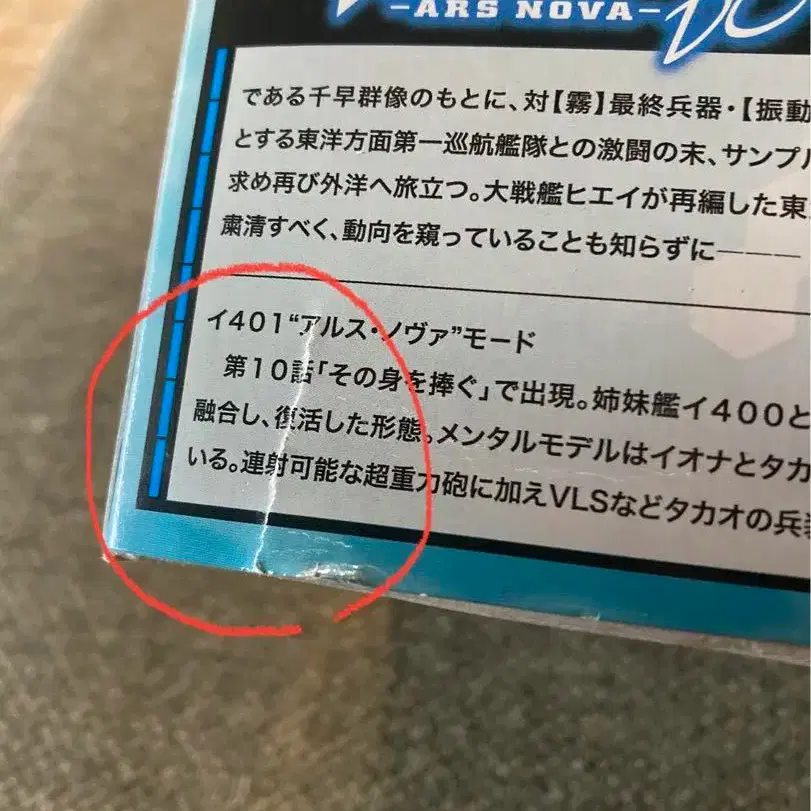 -ARS NOVA-
である千早群像のもとに、対【霧】最終兵器・【振動
とする東洋方面第一巡航艦隊との激闘の末、サンプル
求め再び外洋へ旅立つ。大戦艦ヒエイが再編した東
粛清すべく、動向を窺っていることも知らずに———
イ401“アルス・ノヴァ”モード
第10話「その身を捧ぐ」で出現。姉妹艦イ400と
融合し、復活した形態。メンタルモデルはイオナとタカ
いる。連射可能な超重力砲に加えVLSなどタカオの兵装